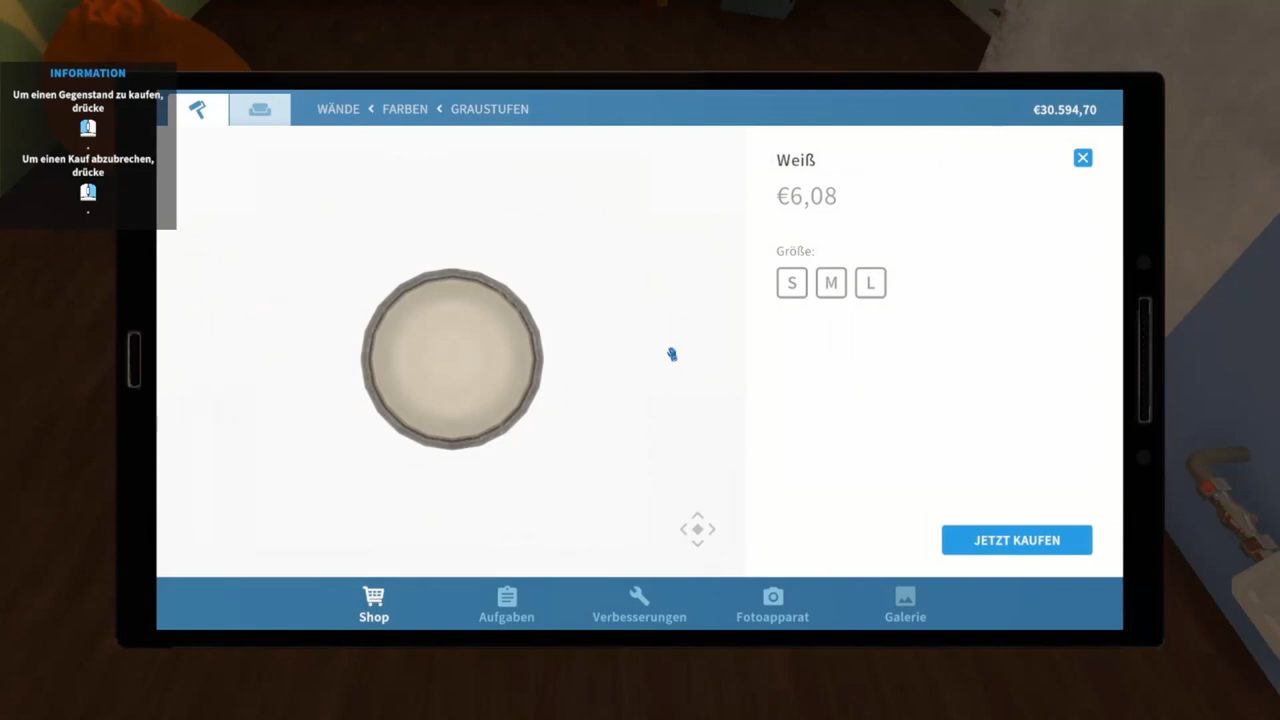 INFORMATION
Um einen Gegenstand zu kaufen,
drücke
.
Um einen Kauf abzubrechen,
drücke
.
WÄNDE < FARBEN < GRAUSTUFEN
€30.594,70
Weiß
€6,08
Größe:
S M L
JETZT KAUFEN
Shop
Aufgaben
Verbesserungen
Fotoapparat
Galerie